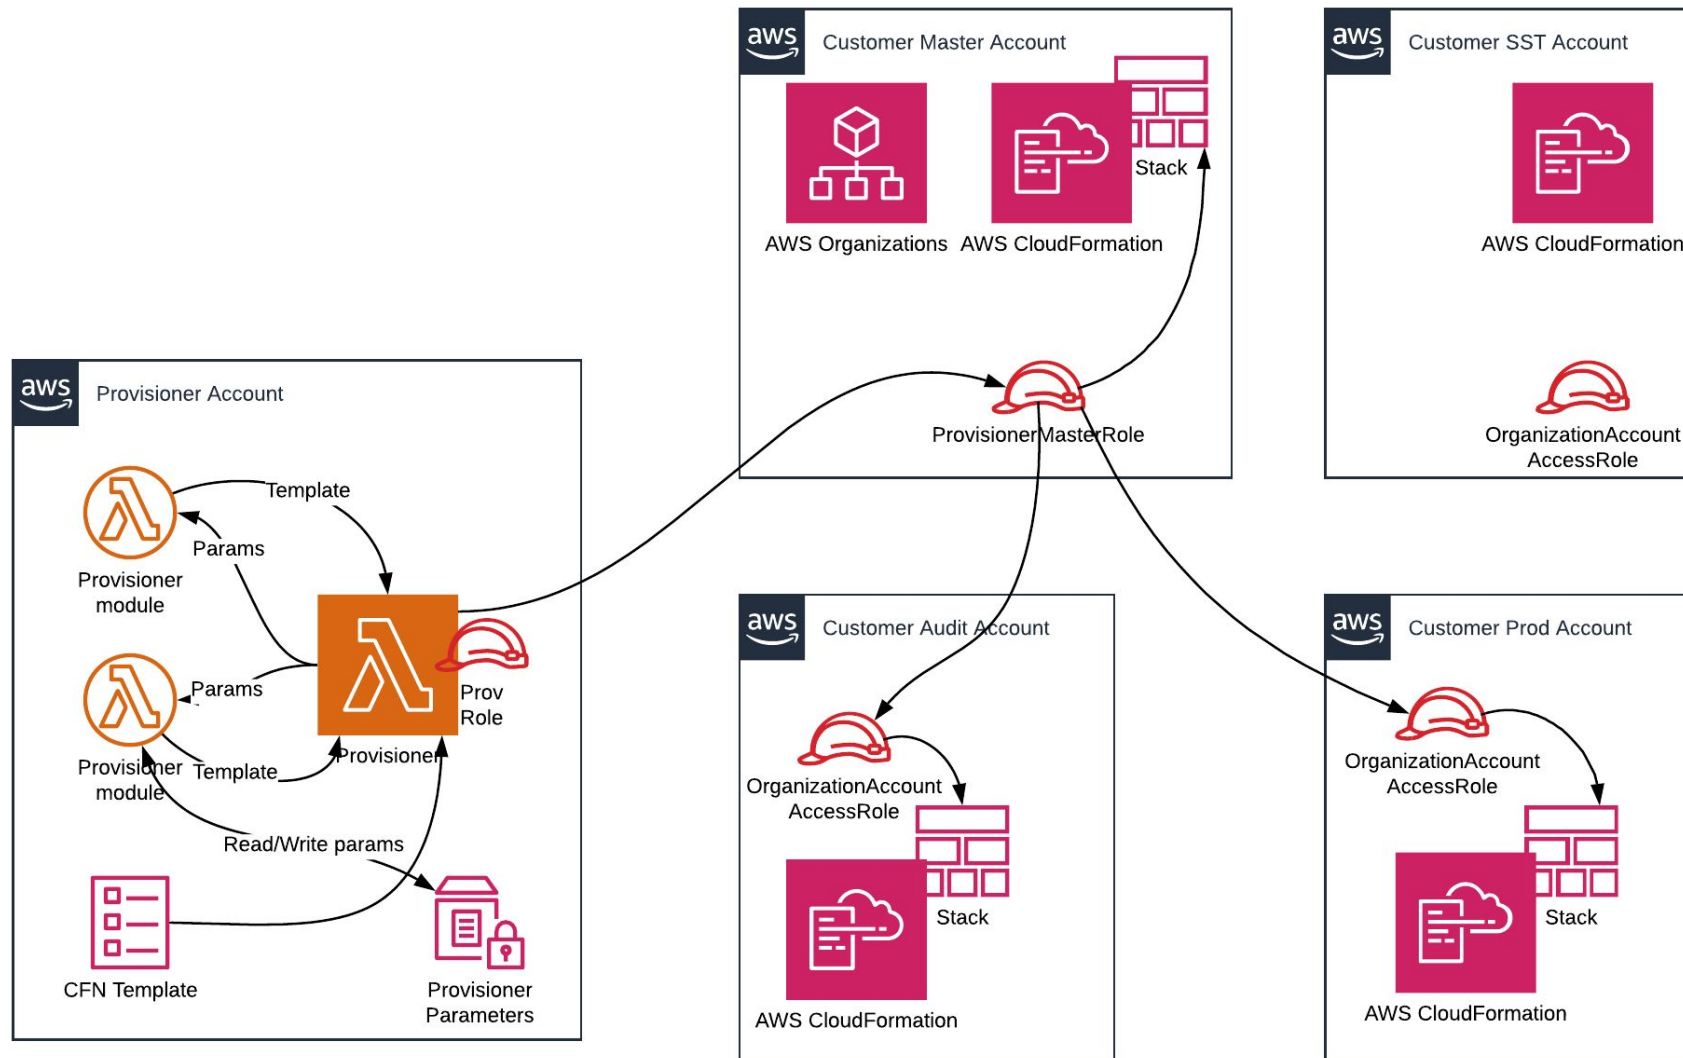 aws
Customer Master Account
Stack
AWS Organizations
AWS CloudFormation
ProvisionerMasterRole
aws
Customer SST Account
AWS CloudFormation
OrganizationAccount
AccessRole
aws
Provisioner Account
Template
Params
Provisioner
module
Params
Prov
Role
Provisioner
Provisioner
module
Template
Read/Write params
CFN Template
Provisioner
Parameters
aws
Customer Audit Account
OrganizationAccount
AccessRole
Stack
AWS CloudFormation
aws
Customer Prod Account
OrganizationAccount
AccessRole
Stack
AWS CloudFormation